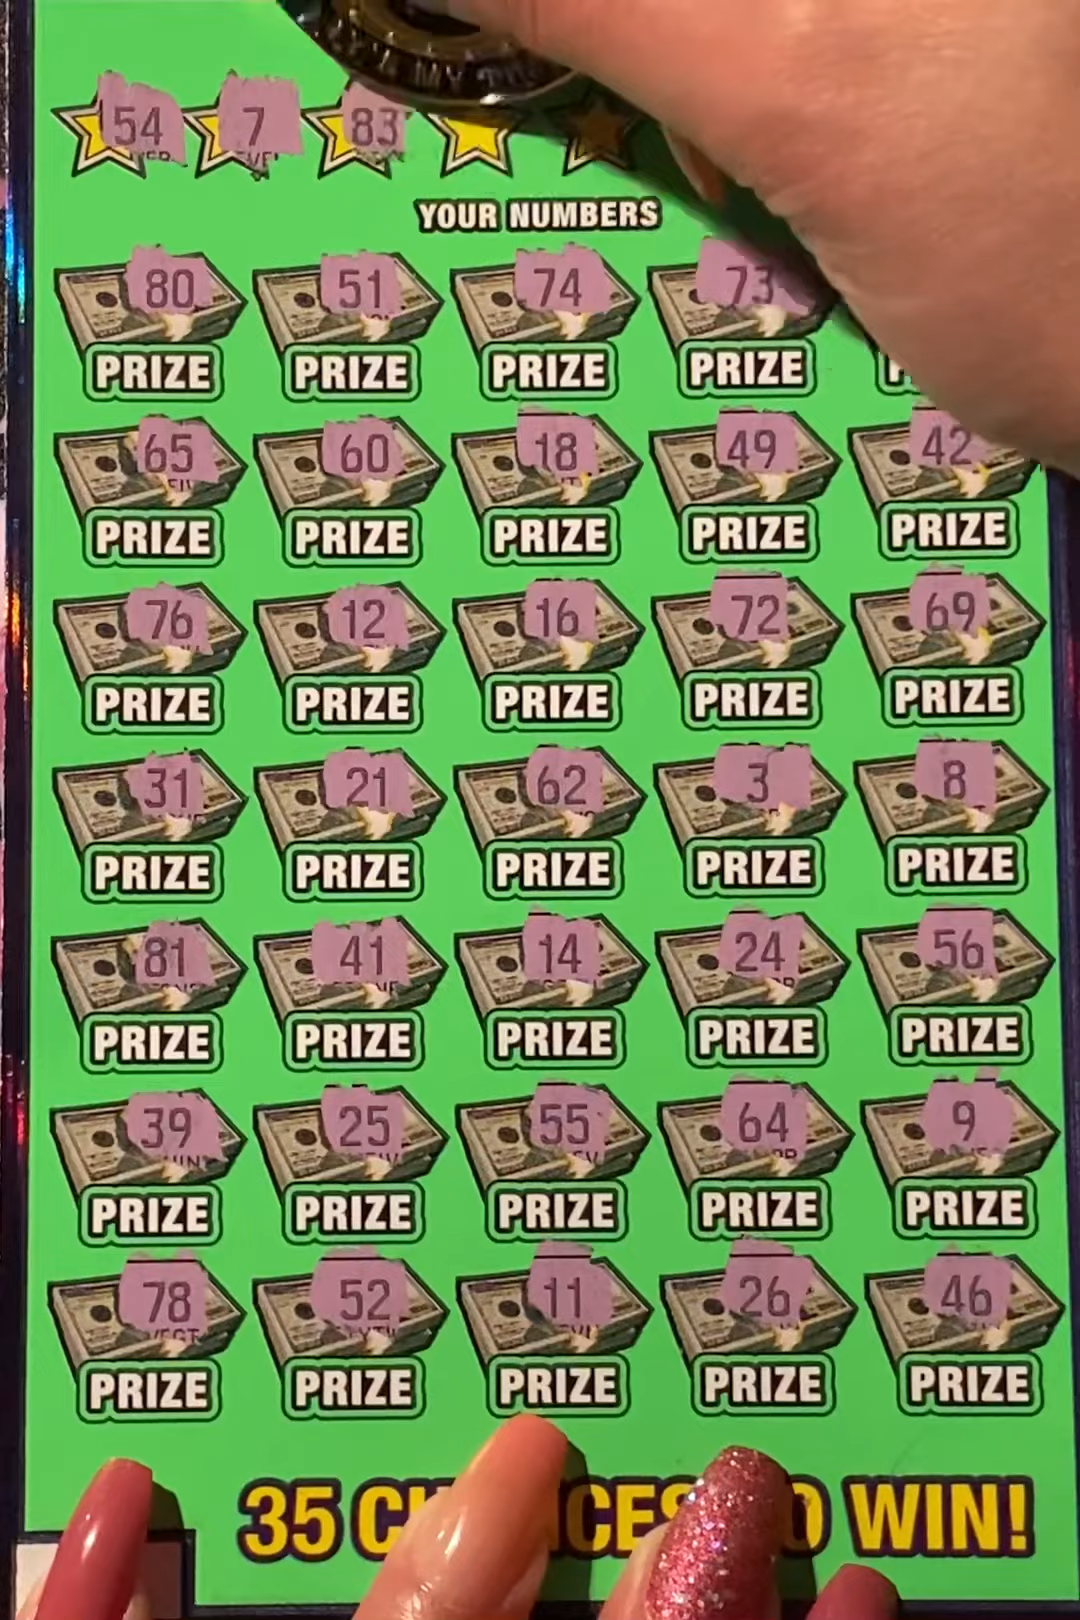 54 7 83
YOUR NUMBERS
80 51 74 73
PRIZE PRIZE PRIZE PRIZE
65 60 18 49 42
PRIZE PRIZE PRIZE PRIZE PRIZE
76 12 16 72 69
PRIZE PRIZE PRIZE PRIZE PRIZE
31 21 62 3 8
PRIZE PRIZE PRIZE PRIZE PRIZE
81 41 14 24 56
PRIZE PRIZE PRIZE PRIZE PRIZE
39 25 55 64 9
PRIZE PRIZE PRIZE PRIZE PRIZE
78 52 11 26 46
PRIZE PRIZE PRIZE PRIZE PRIZE
35 WIN!